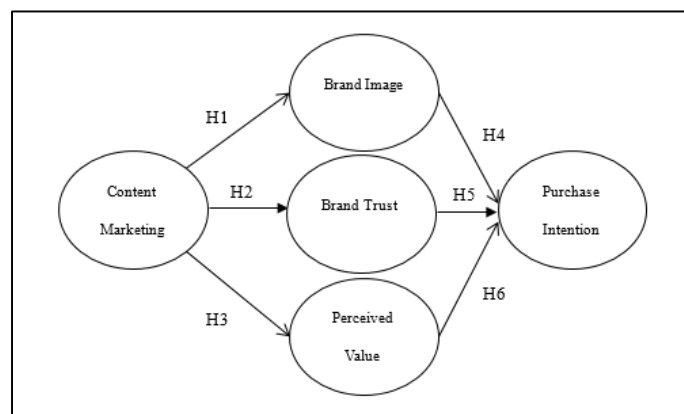 Brand Image
H1
H4
Content
Marketing
H2
Brand Trust
H5
Purchase
Intention
H3
Perceived
Value
H6